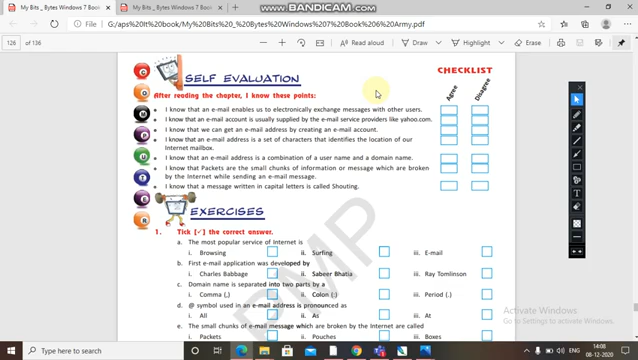 www.BANDICAM.com
My Bits _ Bytes Windows 7 Book
My Bits _ Bytes Windows 7 Book
G:/aps%20It%20book/My%20Bits%20_%20Bytes%20Windows%207%20Book%206%20Army.pdf
126 of 136
Read aloud Draw Highlight Erase
SELF EVALUATION
CHECKLIST
Agree Disagree
After reading the chapter, I know these points:
I know that an e-mail enables us to electronically exchange messages with other users.
I know that an e-mail account is usually supplied by the e-mail service providers like yahoo.com.
I know that we can get an e-mail address by creating an e-mail account.
I know that an e-mail address is a set of characters that identifies the location of our
Internet mailbox.
I know that an e-mail address is a combination of a user name and a domain name.
I know that Packets are the small chunks of information or message which are broken
by the Internet while sending an e-mail message.
I know that a message written in capital letters is called Shouting.
COMPUTER
EXERCISES
1. Tick [✓] the correct answer.
a. The most popular service of Internet is
i. Browsing ii. Surfing iii. E-mail
b. First e-mail application was developed by
i. Charles Babbage ii. Sabeer Bhatia iii. Ray Tomlinson
c. Domain name is separated into two parts by a
i. Comma (,) ii. Colon (:) iii. Period (.)
d. @ symbol used in an e-mail address is pronounced as
i. All ii. As iii. At
e. The small chunks of e-mail message which are broken by the Internet are called
i. Packets ii. Pouches iii. Boxes
PMP
Activate Windows
Go to Settings to activate Windows.
Type here to search
ENG
14:08
08-12-2020